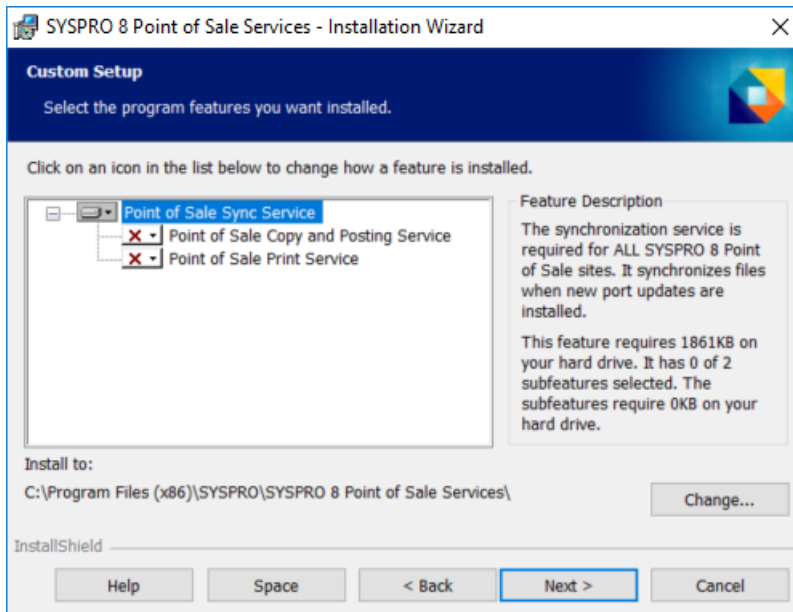 SYSPRO 8 Point of Sale Services - Installation Wizard
Custom Setup
Select the program features you want installed.
Click on an icon in the list below to change how a feature is installed.
Point of Sale Sync Service
Point of Sale Copy and Posting Service
Point of Sale Print Service
Feature Description
The synchronization service is
required for ALL SYSPRO 8 Point
of Sale sites. It synchronizes files
when new port updates are
installed.
This feature requires 1861KB on
your hard drive. It has 0 of 2
subfeatures selected. The
subfeatures require 0KB on your
hard drive.
Install to:
C:\Program Files (x86)\SYSPRO\SYSPRO 8 Point of Sale Services\
Change...
InstallShield
Help
Space
< Back
Next >
Cancel